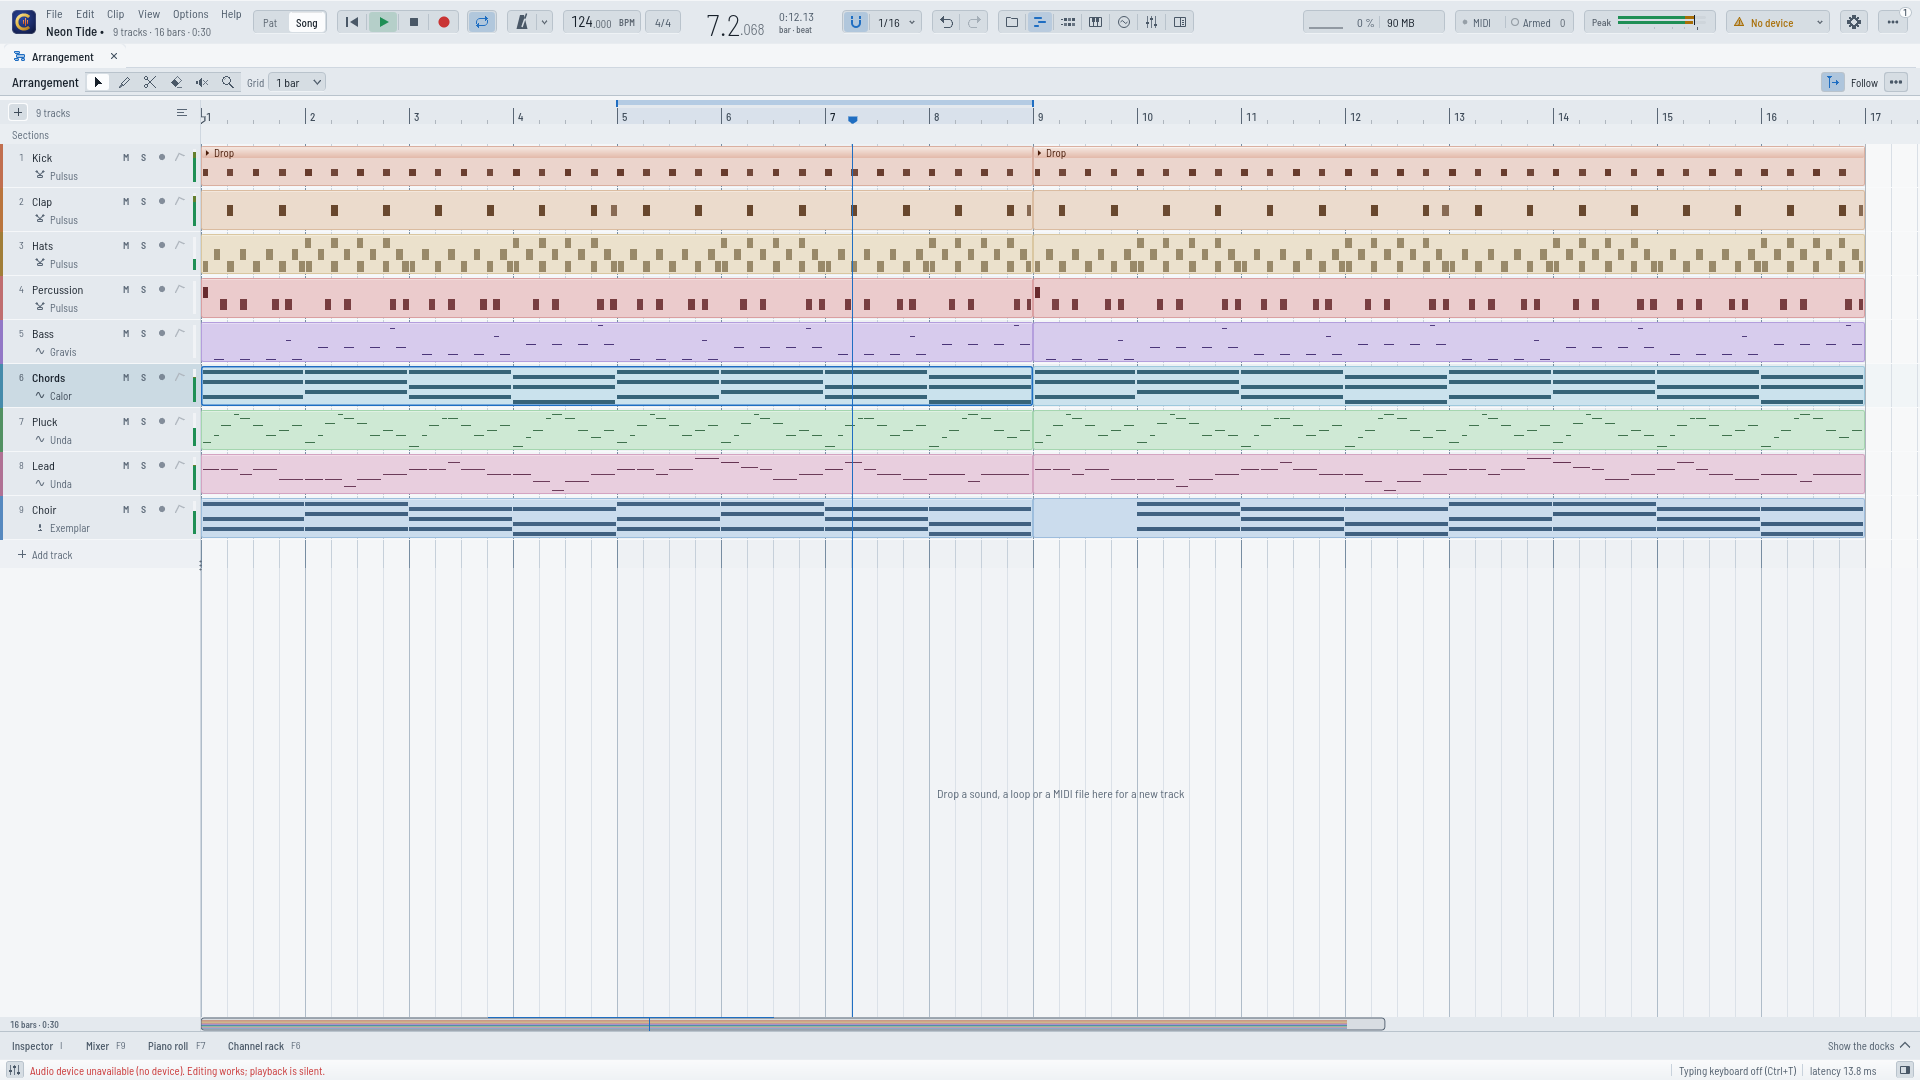 File Edit Clip View Options Help
Neon Tide • 9 tracks · 16 bars · 0:30
Pat Song
124.000 BPM 4/4
7.2.068
0:12.13
bar · beat
1/16
0 % 90 MB
MIDI Armed 0
Peak
No device
1
Arrangement
Arrangement Grid 1 bar
Follow
9 tracks
1 2 3 4 5 6 7 8 9 10 11 12 13 14 15 16 17
Sections
1 Kick M S
Pulsus
Drop Drop
2 Clap M S
Pulsus
3 Hats M S
Pulsus
4 Percussion M S
Pulsus
5 Bass M S
Gravis
6 Chords M S
Calor
7 Pluck M S
Unda
8 Lead M S
Unda
9 Choir M S
Exemplar
Add track
Drop a sound, a loop or a MIDI file here for a new track
16 bars · 0:30
Inspector I Mixer F9 Piano roll F7 Channel rack F6
Show the docks
Audio device unavailable (no device). Editing works; playback is silent.
Typing keyboard off (Ctrl+T) latency 13.8 ms